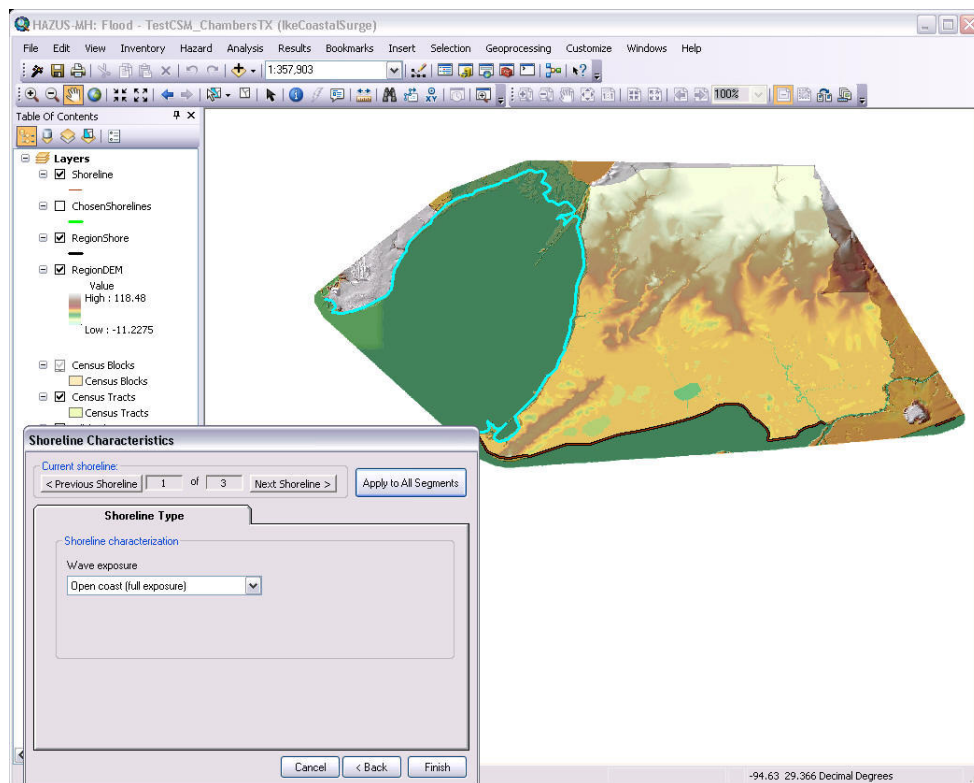 HAZUS-MH: Flood - TestCSM_ChambersTX (IkeCoastalSurge)
File Edit View Inventory Hazard Analysis Results Bookmarks Insert Selection Geoprocessing Customize Windows Help
1:357,903
100%
Table Of Contents
Layers
Shoreline
ChosenShorelines
RegionShore
RegionDEM
Value
High : 118.48
Low : -11.2275
Census Blocks
Census Blocks
Census Tracts
Census Tracts
Shoreline Characteristics
Current shoreline:
< Previous Shoreline 1 of 3 Next Shoreline > Apply to All Segments
Shoreline Type
Shoreline characterization
Wave exposure
Open coast (full exposure)
Cancel < Back Finish
-94.63 29.366 Decimal Degrees